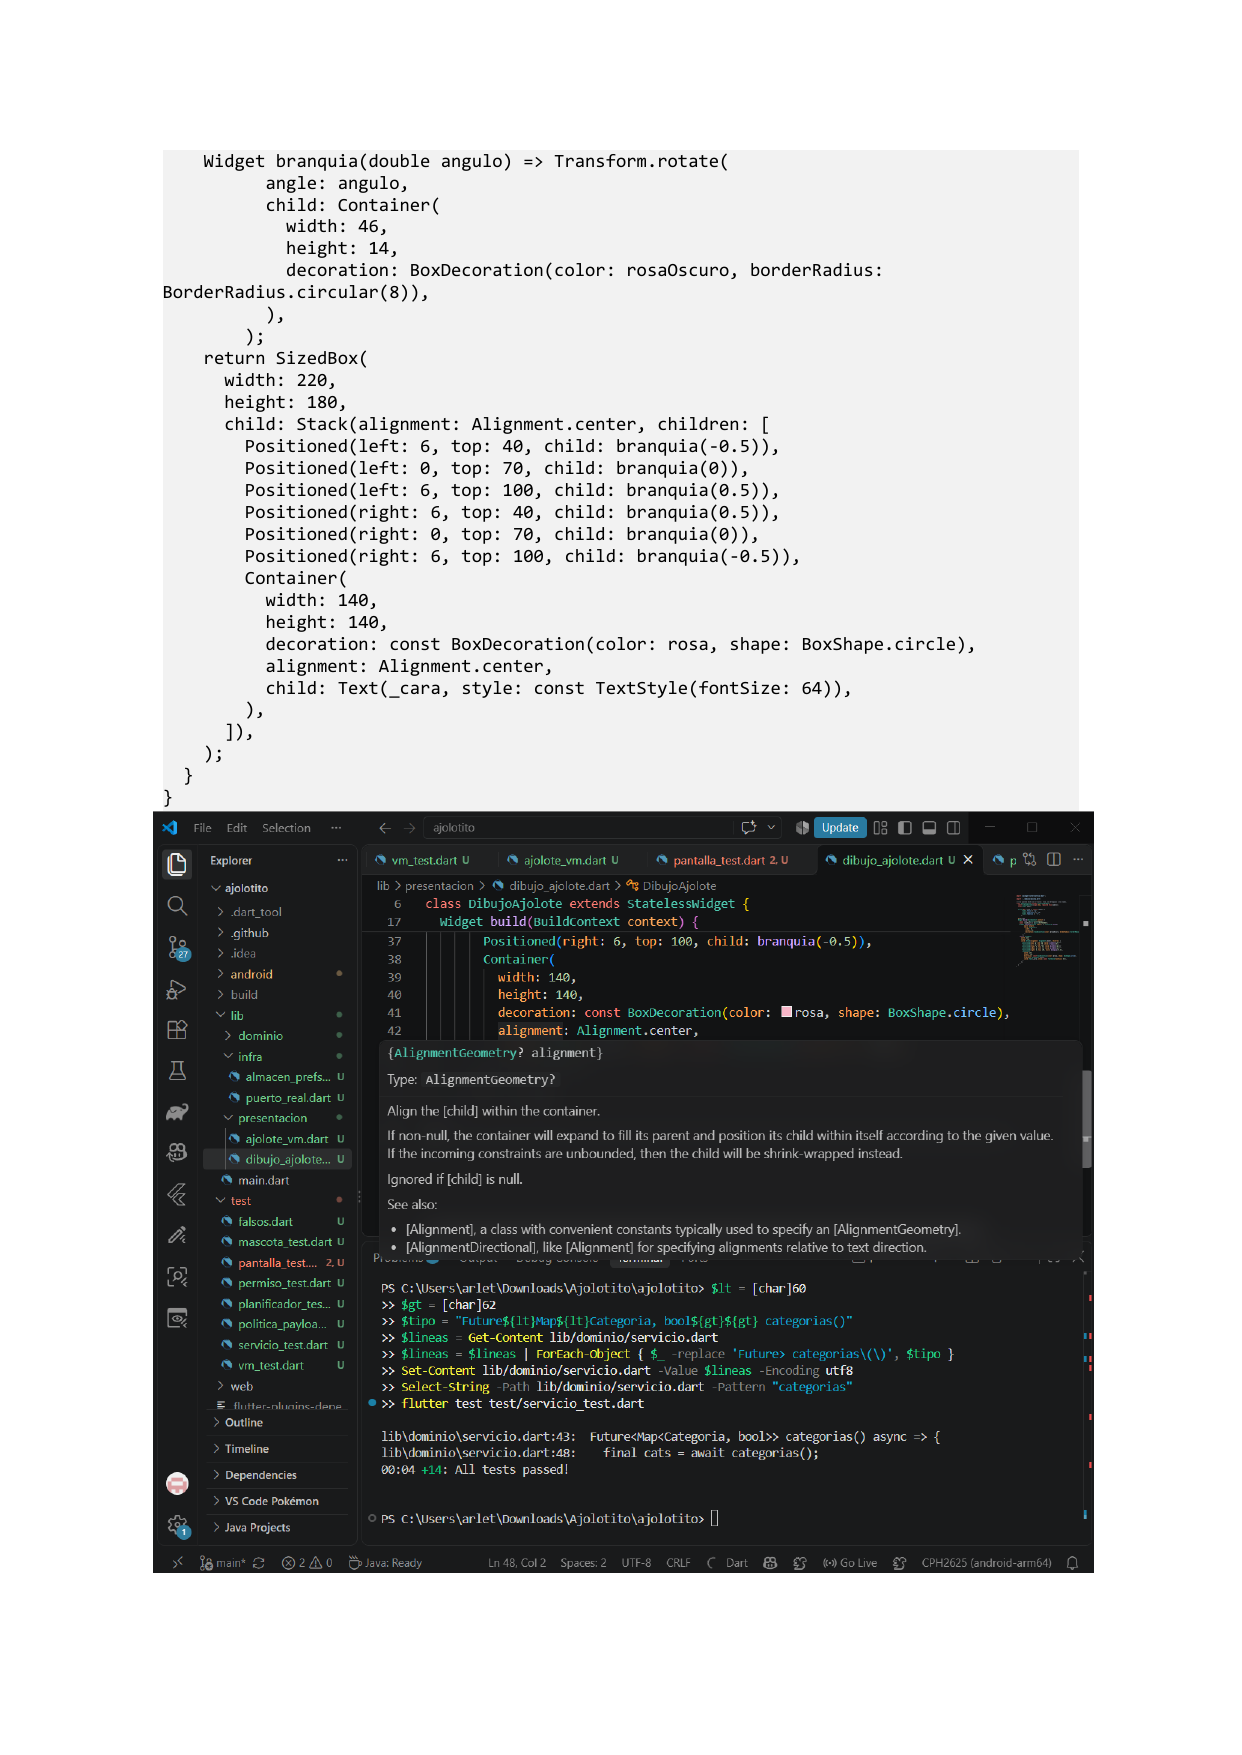 Widget branquia(double angulo) => Transform.rotate(
angle: angulo,
child: Container(
width: 46,
height: 14,
decoration: BoxDecoration(color: rosaOscuro, borderRadius:
BorderRadius.circular(8)),
),
);
return SizedBox(
width: 220,
height: 180,
child: Stack(alignment: Alignment.center, children: [
Positioned(left: 6, top: 40, child: branquia(-0.5)),
Positioned(left: 0, top: 70, child: branquia(0)),
Positioned(left: 6, top: 100, child: branquia(0.5)),
Positioned(right: 6, top: 40, child: branquia(0.5)),
Positioned(right: 0, top: 70, child: branquia(0)),
Positioned(right: 6, top: 100, child: branquia(-0.5)),
Container(
width: 140,
height: 140,
decoration: const BoxDecoration(color: rosa, shape: BoxShape.circle),
alignment: Alignment.center,
child: Text(_cara, style: const TextStyle(fontSize: 64)),
),
]),
);
}
}
File Edit Selection ··· ajolotito Update
Explorer ···
ajolotito
.dart_tool
.github
.idea
android
build
lib
dominio
infra
almacen_prefs... U
puerto_real.dart U
presentacion
ajolote_vm.dart U
dibujo_ajolote... U
main.dart
test
falsos.dart U
mascota_test.dart U
pantalla_test.... 2, U
permiso_test.dart U
planificador_tes... U
politica_payloa... U
servicio_test.dart U
vm_test.dart U
web
.flutter-plugins-depe...
Outline
Timeline
Dependencies
VS Code Pokémon
Java Projects
27
1
vm_test.dart U ajolote_vm.dart U pantalla_test.dart 2, U dibujo_ajolote.dart U p ···
lib > presentacion > dibujo_ajolote.dart > DibujoAjolote
6 class DibujoAjolote extends StatelessWidget {
17 Widget build(BuildContext context) {
37 Positioned(right: 6, top: 100, child: branquia(-0.5)),
38 Container(
39 width: 140,
40 height: 140,
41 decoration: const BoxDecoration(color: rosa, shape: BoxShape.circle),
42 alignment: Alignment.center,
{AlignmentGeometry? alignment}
Type: AlignmentGeometry?
Align the [child] within the container.
If non-null, the container will expand to fill its parent and position its child within itself according to the given value.
If the incoming constraints are unbounded, then the child will be shrink-wrapped instead.
Ignored if [child] is null.
See also:
• [Alignment], a class with convenient constants typically used to specify an [AlignmentGeometry].
• [AlignmentDirectional], like [Alignment] for specifying alignments relative to text direction.
PS C:\Users\arlet\Downloads\Ajolotito\ajolotito> $lt = [char]60
>> $gt = [char]62
>> $tipo = "Future${lt}Map${lt}Categoria, bool${gt}${gt} categorias()"
>> $lineas = Get-Content lib/dominio/servicio.dart
>> $lineas = $lineas | ForEach-Object { $_ -replace 'Future> categorias\(\)', $tipo }
>> Set-Content lib/dominio/servicio.dart -Value $lineas -Encoding utf8
>> Select-String -Path lib/dominio/servicio.dart -Pattern "categorias"
>> flutter test test/servicio_test.dart
lib\dominio\servicio.dart:43: Future<Map<Categoria, bool>> categorias() async => {
lib\dominio\servicio.dart:48: final cats = await categorias();
00:04 +14: All tests passed!
PS C:\Users\arlet\Downloads\Ajolotito\ajolotito>
main* 2 0 Java: Ready Ln 48, Col 2 Spaces: 2 UTF-8 CRLF Dart Go Live CPH2625 (android-arm64)